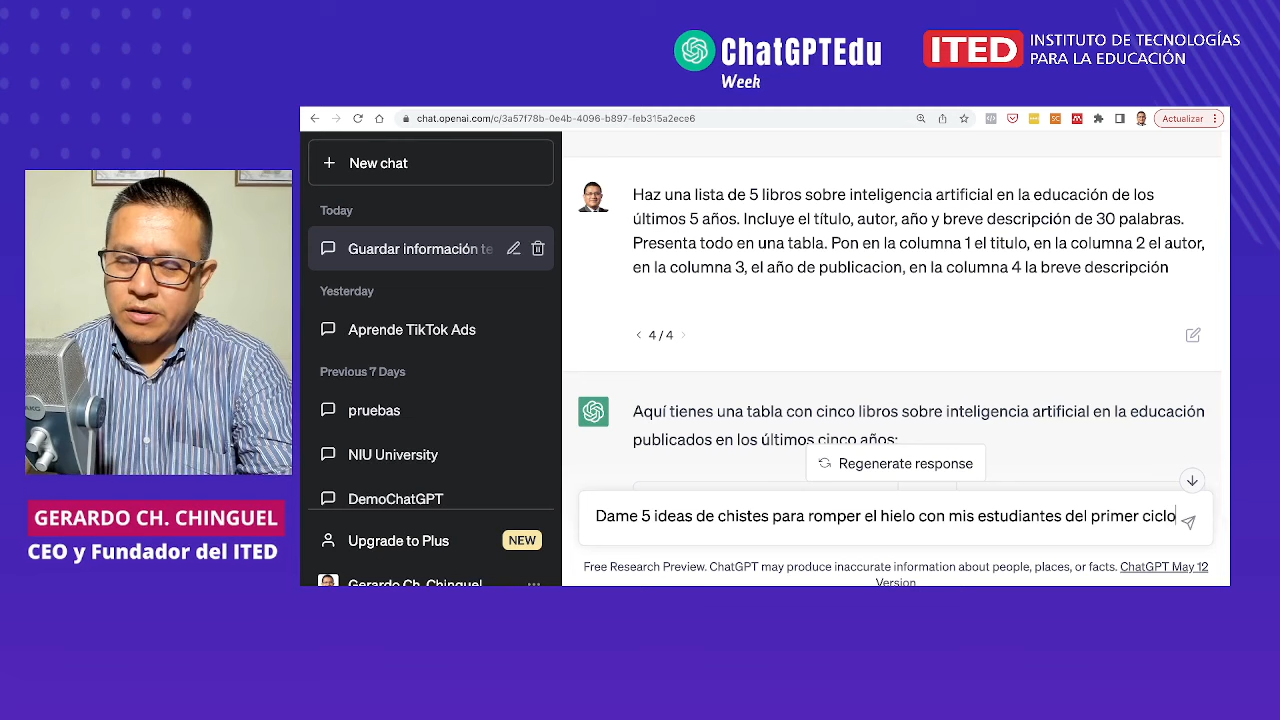 ChatGPTEdu
Week
ITED
INSTITUTO DE TECNOLOGÍAS
PARA LA EDUCACIÓN
chat.openai.com/c/3a57f78b-0e4b-4096-b897-feb315a2ece6
Actualizar
New chat
Today
Guardar información te
Yesterday
Aprende TikTok Ads
Previous 7 Days
pruebas
NIU University
DemoChatGPT
Upgrade to Plus
NEW
Gerardo Ch. Chinguel
Haz una lista de 5 libros sobre inteligencia artificial en la educación de los
últimos 5 años. Incluye el título, autor, año y breve descripción de 30 palabras.
Presenta todo en una tabla. Pon en la columna 1 el titulo, en la columna 2 el autor,
en la columna 3, el año de publicacion, en la columna 4 la breve descripción
4 / 4
Aquí tienes una tabla con cinco libros sobre inteligencia artificial en la educación
publicados en los últimos cinco años:
Regenerate response
Dame 5 ideas de chistes para romper el hielo con mis estudiantes del primer ciclo
Free Research Preview. ChatGPT may produce inaccurate information about people, places, or facts. ChatGPT May 12
Version
AKG
GERARDO CH. CHINGUEL
CEO y Fundador del ITED